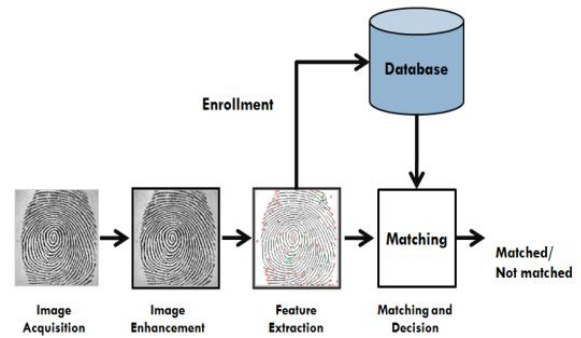 Database
Enrollment
Matching
Matched/
Not matched
Image
Acquisition
Image
Enhancement
Feature
Extraction
Matching and
Decision